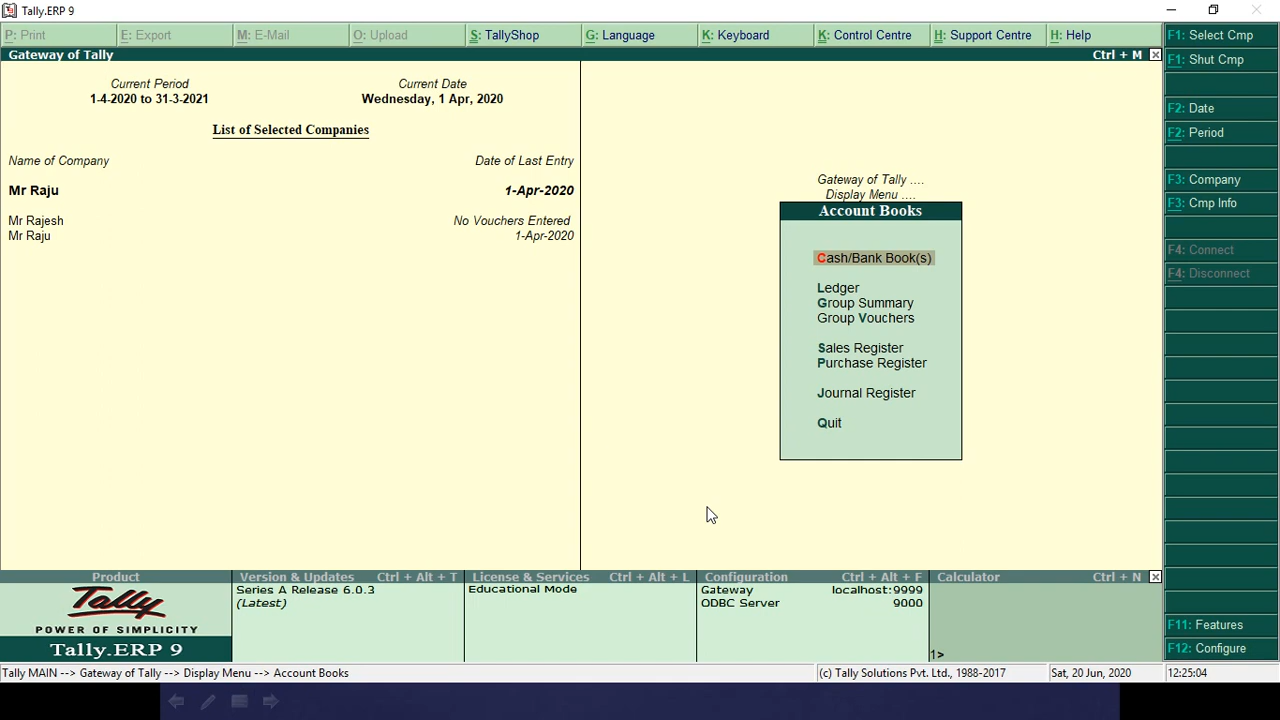 Tally.ERP 9
P: Print E: Export M: E-Mail O: Upload S: TallyShop G: Language K: Keyboard K: Control Centre H: Support Centre H: Help
Gateway of Tally Ctrl + M
Current Period Current Date
1-4-2020 to 31-3-2021 Wednesday, 1 Apr, 2020
List of Selected Companies
Name of Company Date of Last Entry
Mr Raju 1-Apr-2020
Mr Rajesh No Vouchers Entered
Mr Raju 1-Apr-2020
Gateway of Tally ....
Display Menu ....
Account Books
Cash/Bank Book(s)
Ledger
Group Summary
Group Vouchers
Sales Register
Purchase Register
Journal Register
Quit
F1: Select Cmp
F1: Shut Cmp
F2: Date
F2: Period
F3: Company
F3: Cmp Info
F4: Connect
F4: Disconnect
F11: Features
F12: Configure
Product Version & Updates Ctrl + Alt + T License & Services Ctrl + Alt + L Configuration Ctrl + Alt + F Calculator Ctrl + N
Tally
POWER OF SIMPLICITY
Tally.ERP 9
Series A Release 6.0.3
(Latest)
Educational Mode
Gateway localhost:9999
ODBC Server 9000
1>
Tally MAIN --> Gateway of Tally --> Display Menu --> Account Books (c) Tally Solutions Pvt. Ltd., 1988-2017 Sat, 20 Jun, 2020 12:25:04